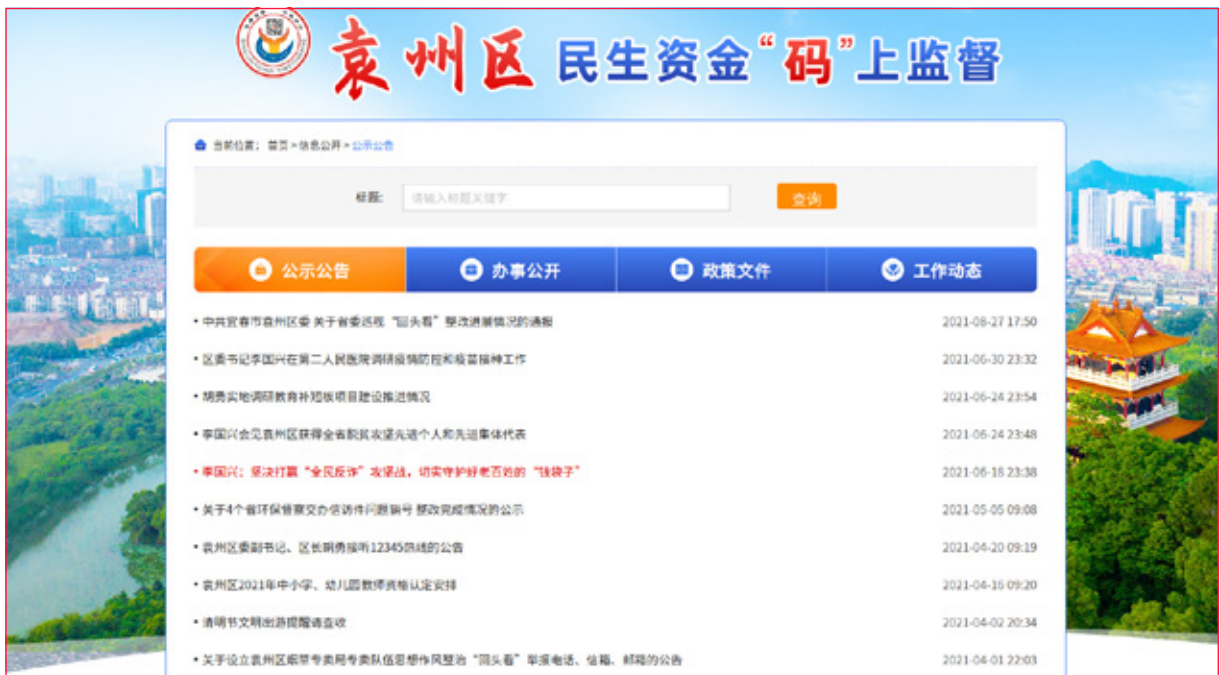 袁州区 民生资金“码”上监督
当前位置：首页>信息公开>公示公告
标题: 请输入标题关键字 查询
公示公告 办事公开 政策文件 工作动态
• 中共宜春市袁州区委 关于省委巡视“回头看”整改进展情况的通报 2021-08-27 17:50
• 区委书记李国兴在第二人民医院调研疫情防控和疫苗接种工作 2021-06-30 23:32
• 胡勇实地调研教育补短板项目建设推进情况 2021-06-24 23:54
• 李国兴会见袁州区获得全省脱贫攻坚先进个人和先进集体代表 2021-06-24 23:48
• 李国兴：坚决打赢“全民反诈”攻坚战，切实守护好老百姓的“钱袋子” 2021-06-18 23:38
• 关于4个省环保督察交办信访件问题销号 整改完成情况的公示 2021-05-05 09:08
• 袁州区委副书记、区长胡勇接听12345热线的公告 2021-04-20 09:19
• 袁州区2021年中小学、幼儿园教师资格认定安排 2021-04-16 09:20
• 清明节文明出游提醒请查收 2021-04-02 20:34
• 关于设立袁州区烟草专卖局专卖队伍思想作风整治“回头看”举报电话、信箱、邮箱的公告 2021-04-01 22:03